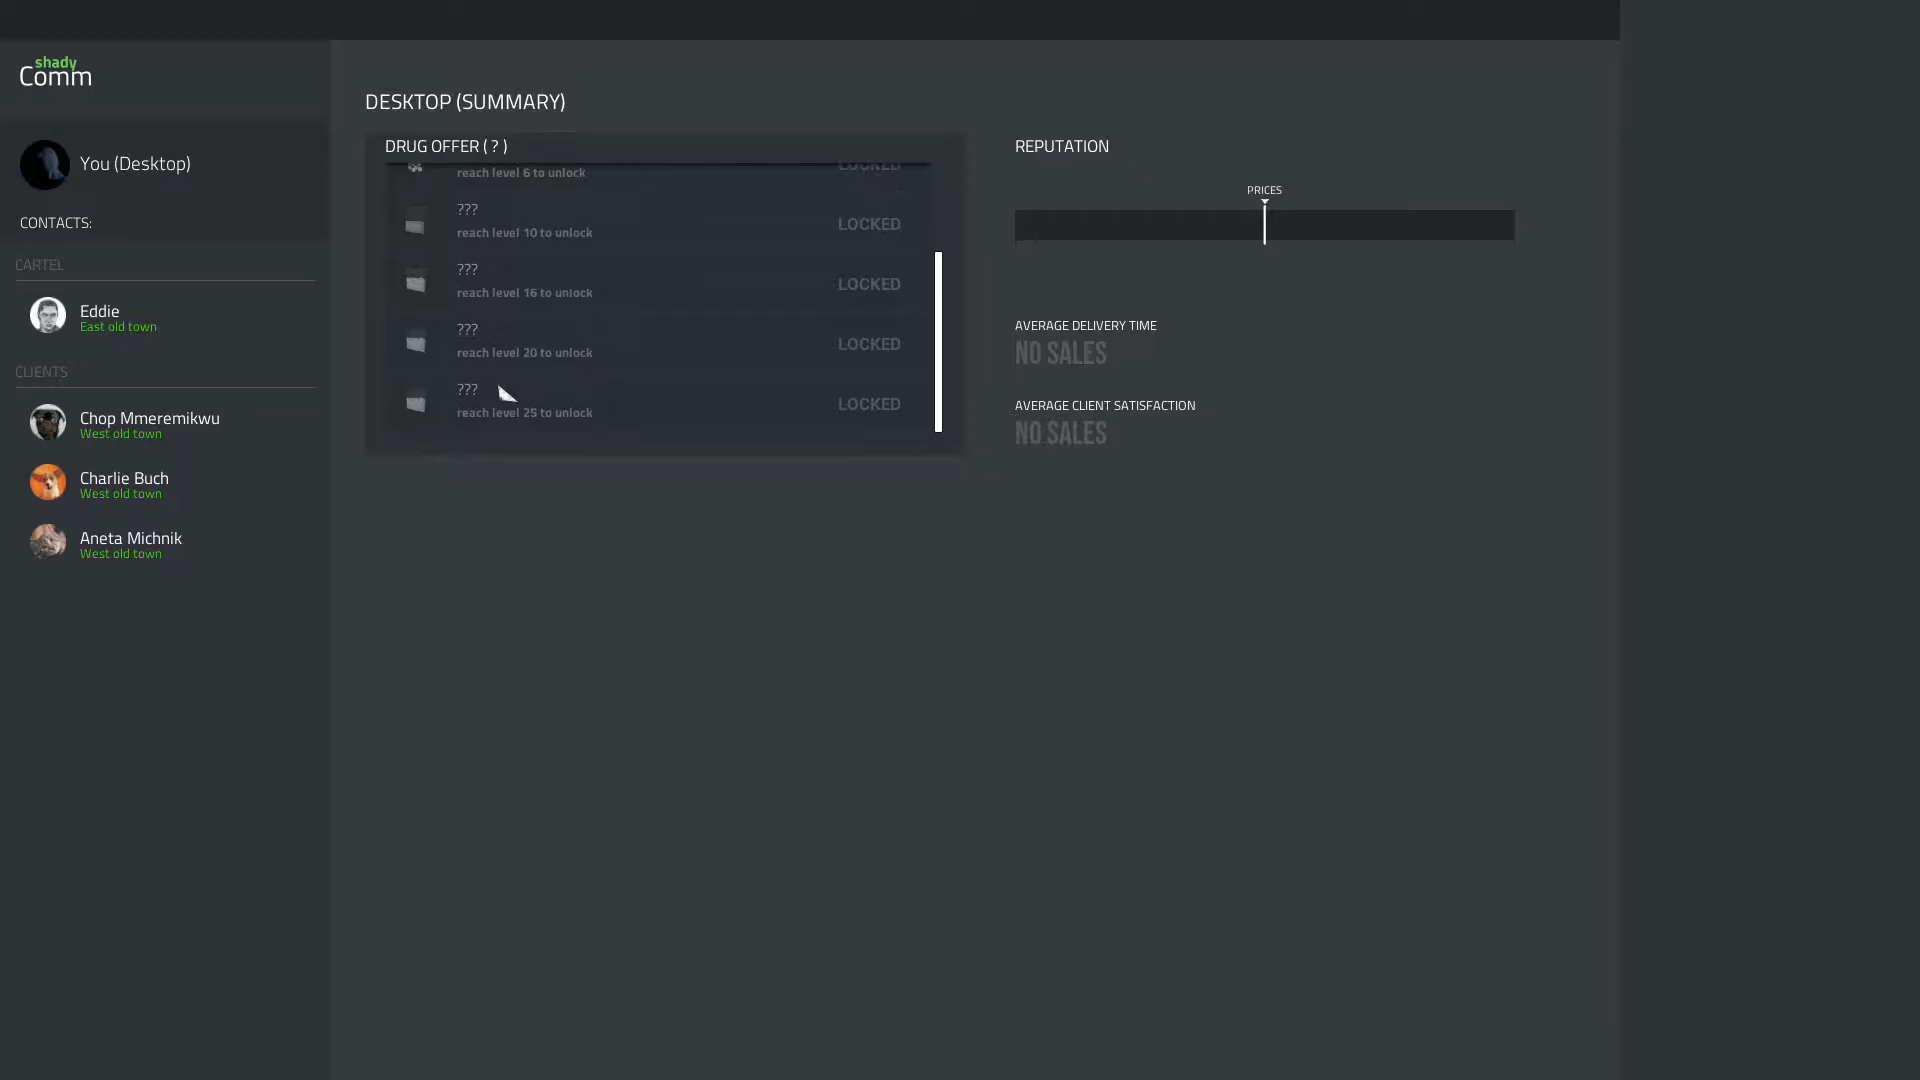 shady
Comm
You (Desktop)
CONTACTS:
CARTEL
Eddie
East old town
CLIENTS
Chop Mmeremikwu
West old town
Charlie Buch
West old town
Aneta Michnik
West old town
DESKTOP (SUMMARY)
DRUG OFFER ( ? )
reach level 6 to unlock
LOCKED
???
reach level 10 to unlock
LOCKED
???
reach level 16 to unlock
LOCKED
???
reach level 20 to unlock
LOCKED
???
reach level 25 to unlock
LOCKED
REPUTATION
PRICES
AVERAGE DELIVERY TIME
NO SALES
AVERAGE CLIENT SATISFACTION
NO SALES